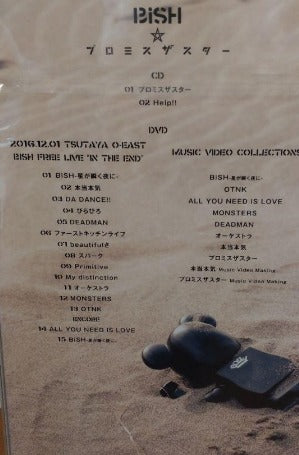 BiSH
☆
プロミスザスター
CD
01 プロミスザスター
02 Help!!
DVD
2016.12.01 TSUTAYA O-EAST
BiSH FREE LIVE "IN THE END"
01 BiSH-星が瞬く夜に-
02 本当本気
03 DA DANCE!!
04 ひらひら
05 DEADMAN
06 ファーストキッチンライフ
07 beautifulさ
08 スパーク
09 Primitive
10 My distinction
11 オーケストラ
12 MONSTERS
13 OTNK
ENCORE
14 ALL YOU NEED IS LOVE
15 BiSH-星が瞬く夜に-
MUSIC VIDEO COLLECTIONS
BiSH-星が瞬く夜に-
OTNK
ALL YOU NEED IS LOVE
MONSTERS
DEADMAN
オーケストラ
本当本気
プロミスザスター
本当本気 Music Video Making
プロミスザスター Music Video Making